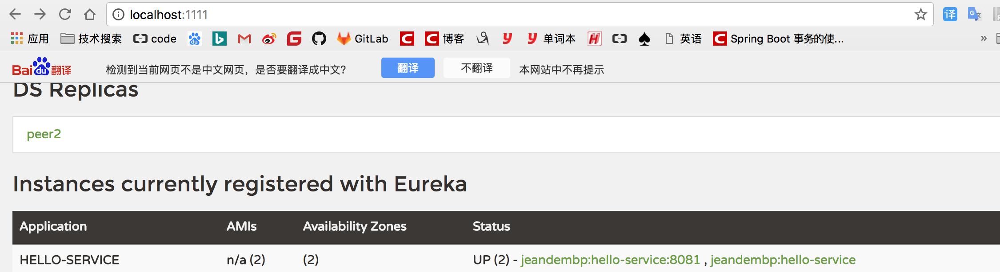 localhost:1111
应用 技术搜索 code GitLab 博客 单词本 英语 Spring Boot 事务的使... »
Bai du 翻译 检测到当前网页不是中文网页，是否要翻译成中文? 翻译 不翻译 本网站中不再提示
DS Replicas
peer2
Instances currently registered with Eureka
Application AMIs Availability Zones Status
HELLO-SERVICE n/a (2) (2) UP (2) - jeandembp:hello-service:8081 , jeandembp:hello-service